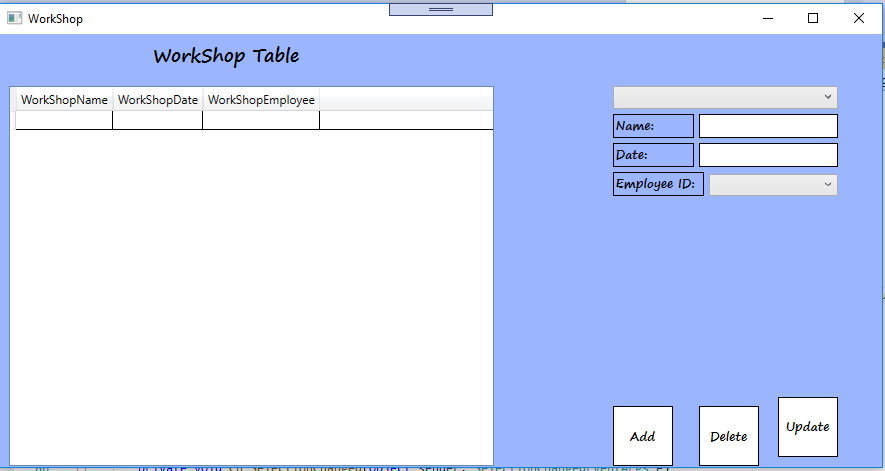 WorkShop
WorkShop Table
WorkShopName WorkShopDate WorkShopEmployee
Name:
Date:
Employee ID:
Add Delete Update